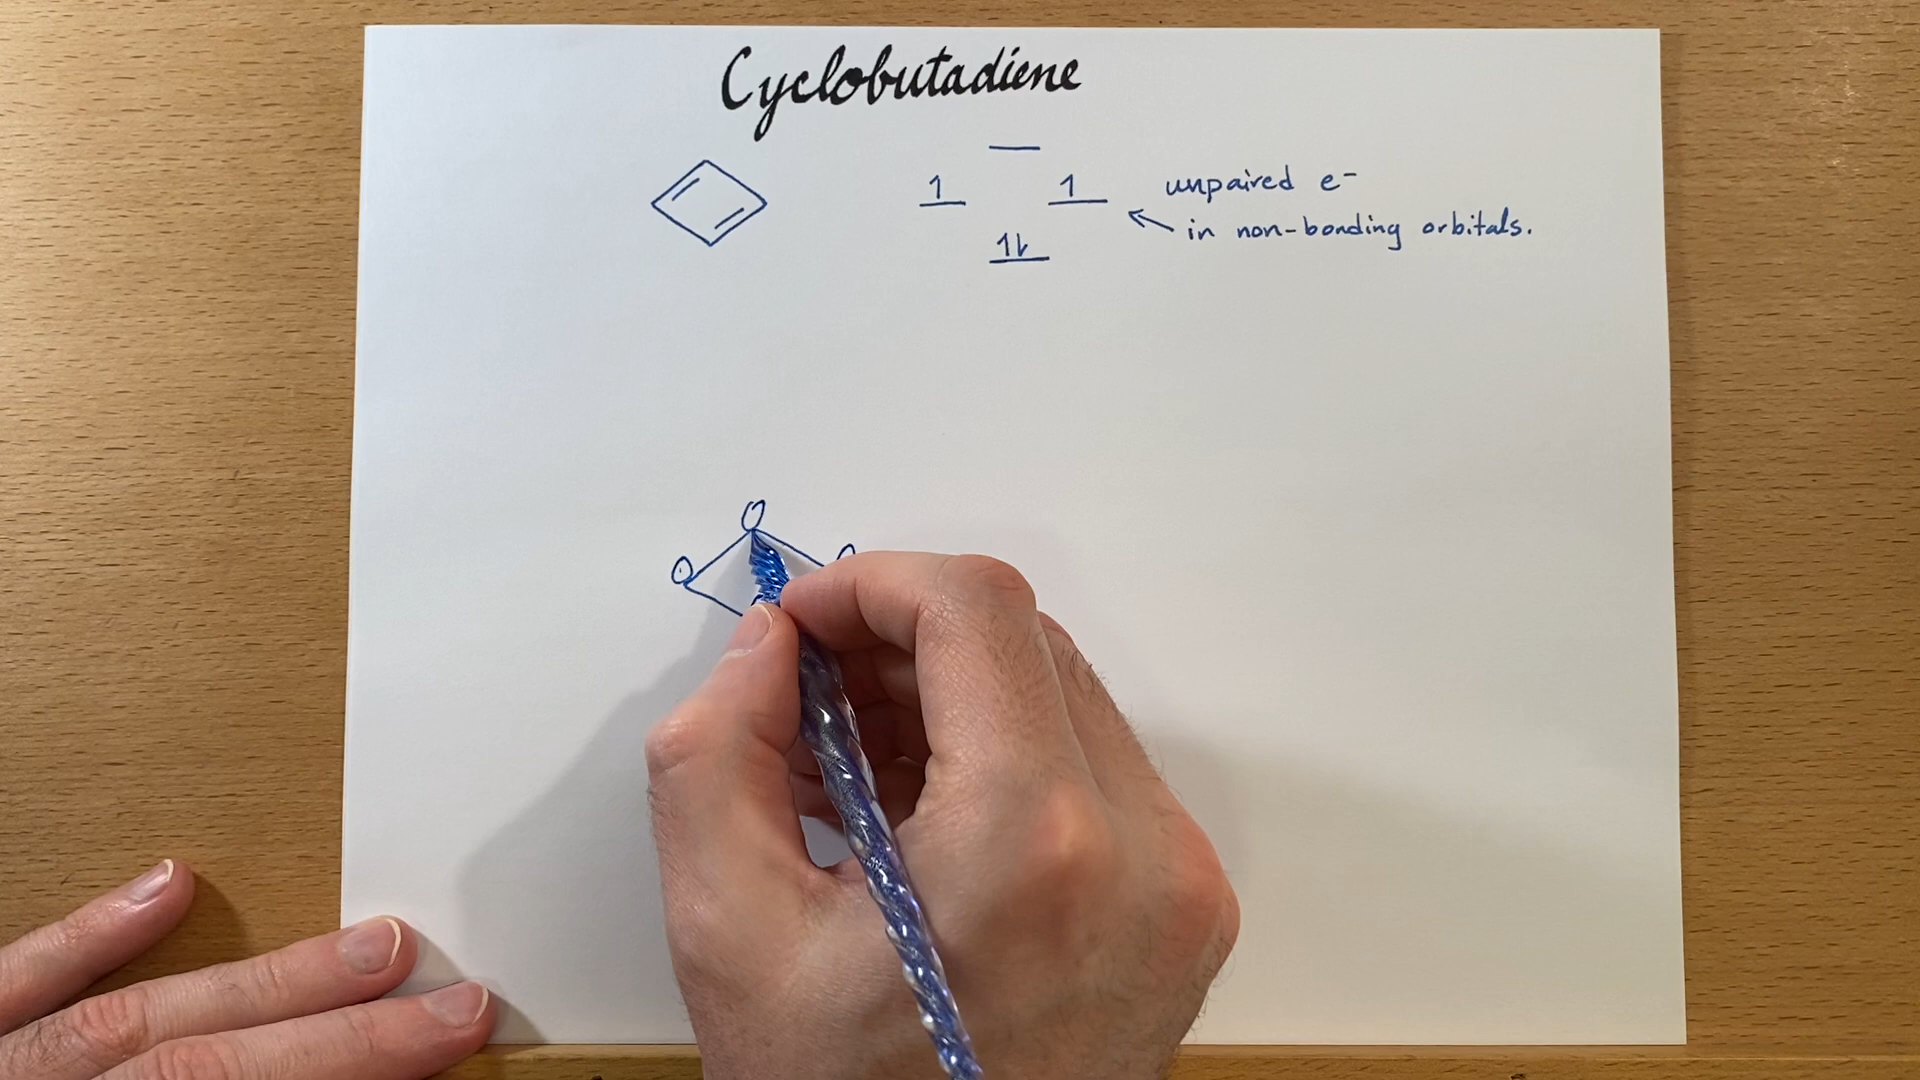 Cyclobutadiene
1 1 unpaired e-
in non-bonding orbitals.
1l